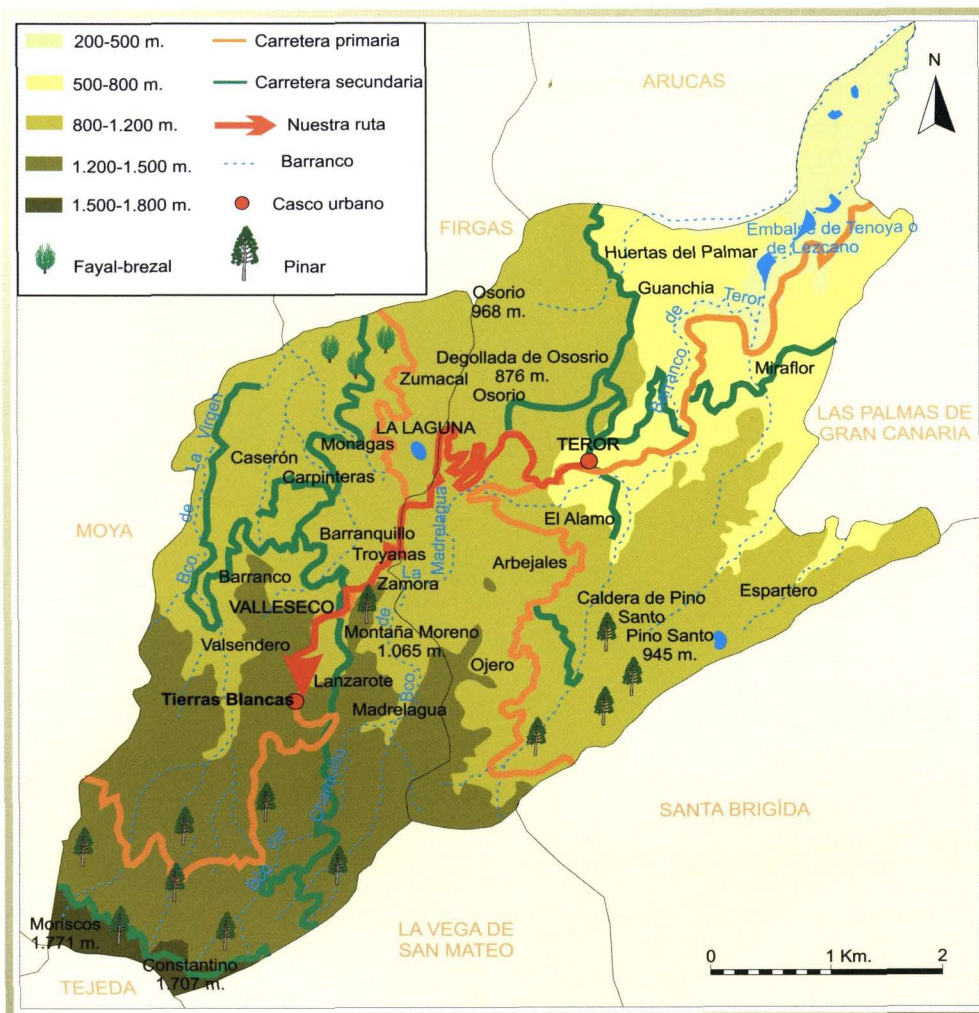 200-500 m.
500-800 m.
800-1.200 m.
1.200-1.500 m.
1.500-1.800 m.
Fayal-brezal
Carretera primaria
Carretera secundaria
Nuestra ruta
Barranco
Casco urbano
Pinar
N
ARUCAS
FIRGAS
Embalse de Tenoya o
de Lezcano
Huertas del Palmar
Guanchia
Barranco de Teror
Osorio
968 m.
Degollada de Ososrio
876 m.
Osorio
Miraflor
Zumacal
LAS PALMAS DE
GRAN CANARIA
LA LAGUNA
TEROR
Monagas
Bco. de La Virgen
Caserón
Carpinteras
MOYA
El Alamo
Barranquillo
Troyanas
Bco. de La Madrelagua
Arbejales
Barranco
Zamora
Espartero
VALLESECO
Caldera de Pino
Santo
Valsendero
Montaña Moreno
1.065 m.
Pino Santo
945 m.
Ojero
Lanzarote
Tierras Blancas
Madrelagua
Bco de
SANTA BRIGÍDA
Moriscos
1.771 m.
LA VEGA DE
SAN MATEO
Constantino
1.707 m.
TEJEDA
0 1 Km. 2